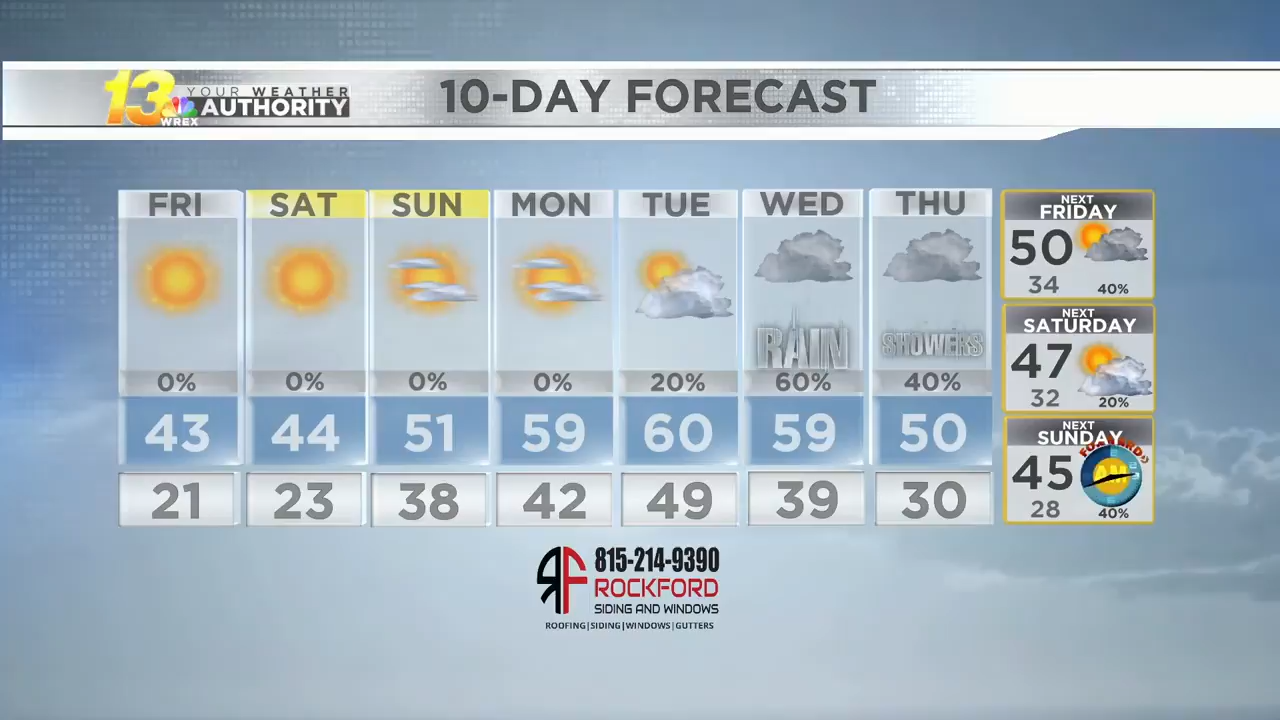 13 YOUR WEATHER
WREX AUTHORITY
10-DAY FORECAST
FRI SAT SUN MON TUE WED THU
RAIN SHOWERS
0% 0% 0% 0% 20% 60% 40%
43 44 51 59 60 59 50
21 23 38 42 49 39 30
NEXT
FRIDAY
50
34 40%
NEXT
SATURDAY
47
32 20%
NEXT
SUNDAY
45 AM
28 40%
RF 815-214-9390
ROCKFORD
SIDING AND WINDOWS
ROOFING|SIDING|WINDOWS|GUTTERS